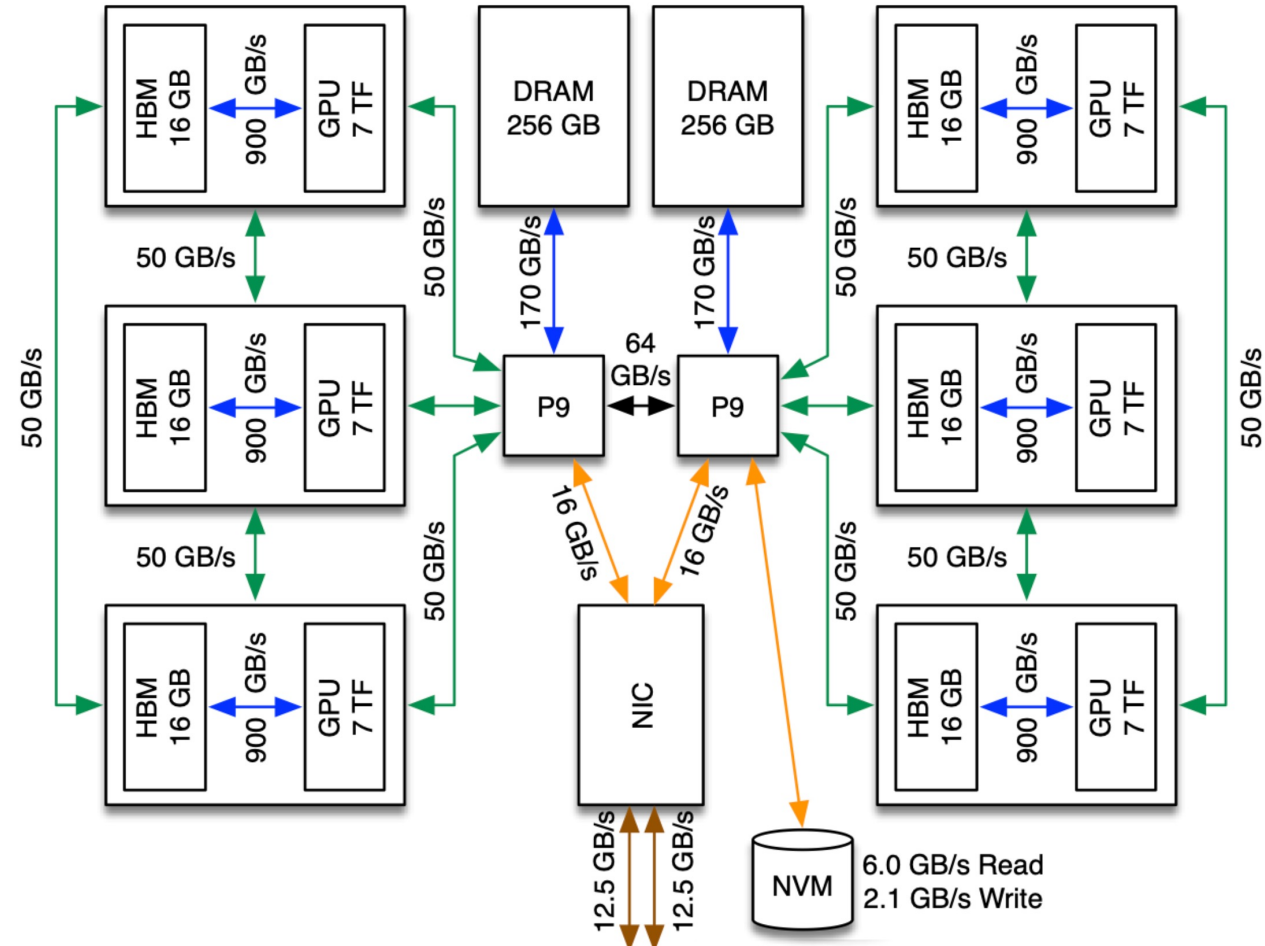 HBM
16 GB
900 GB/s
GPU
7 TF
DRAM
256 GB
DRAM
256 GB
HBM
16 GB
900 GB/s
GPU
7 TF
50 GB/s
50 GB/s
170 GB/s
170 GB/s
50 GB/s
50 GB/s
50 GB/s
HBM
16 GB
900 GB/s
GPU
7 TF
P9
64
GB/s
P9
HBM
16 GB
900 GB/s
GPU
7 TF
50 GB/s
50 GB/s
50 GB/s
16 GB/s
16 GB/s
50 GB/s
50 GB/s
HBM
16 GB
900 GB/s
GPU
7 TF
NIC
HBM
16 GB
900 GB/s
GPU
7 TF
12.5 GB/s
12.5 GB/s
NVM
6.0 GB/s Read
2.1 GB/s Write